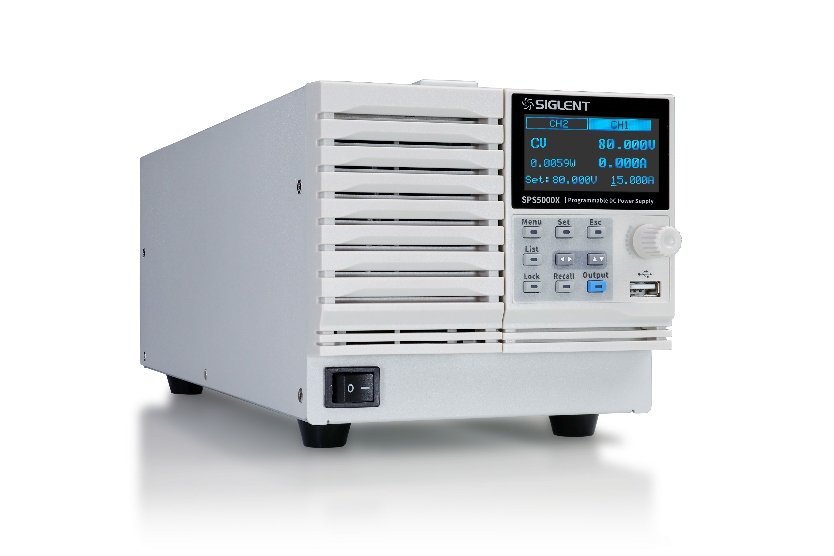 SIGLENT
CH2 CH1
CV 80.000V
0.8059W 0.000A
Set: 80.000V 15.000A
SPS5000X | Programmable DC Power Supply
Menu Set Esc
List
Lock Recall Output
O I